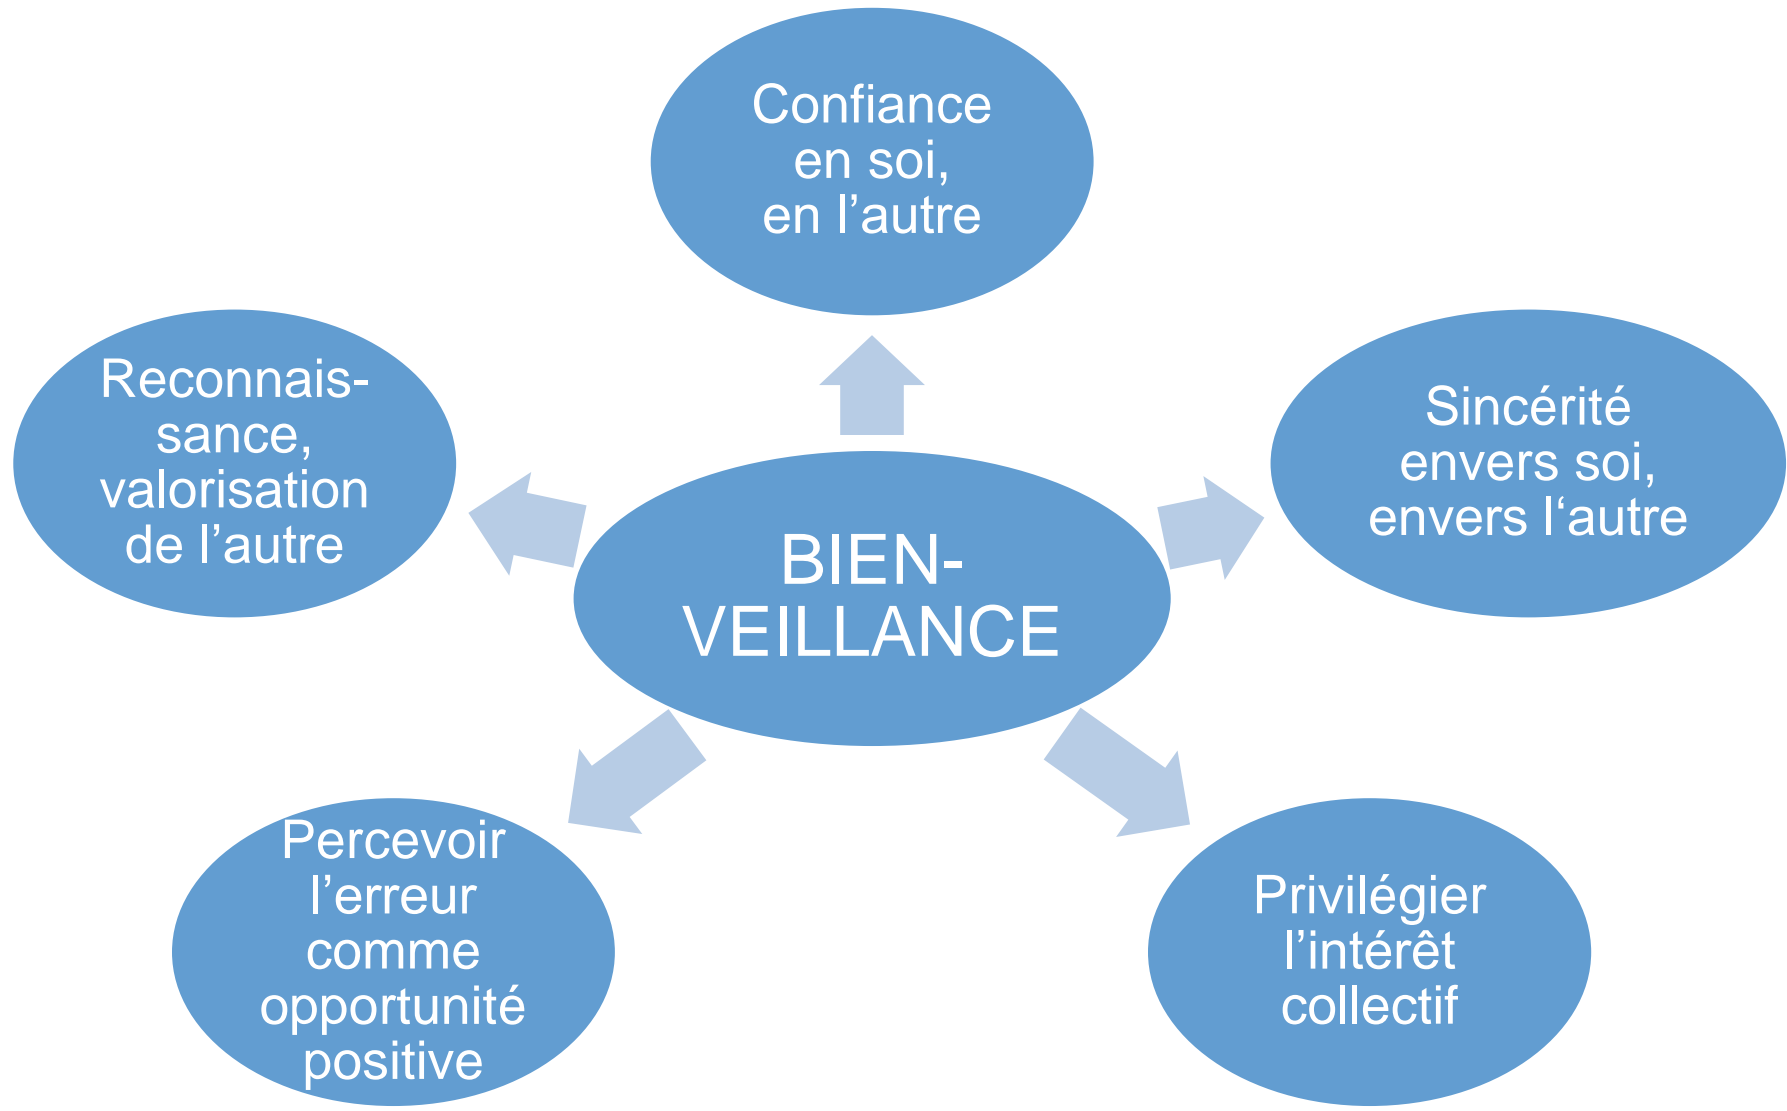 Confiance
en soi,
en l’autre
Reconnais-
sance,
valorisation
de l’autre
Sincérité
envers soi,
envers l‘autre
BIEN-
VEILLANCE
Percevoir
l’erreur
comme
opportunité
positive
Privilégier
l’intérêt
collectif